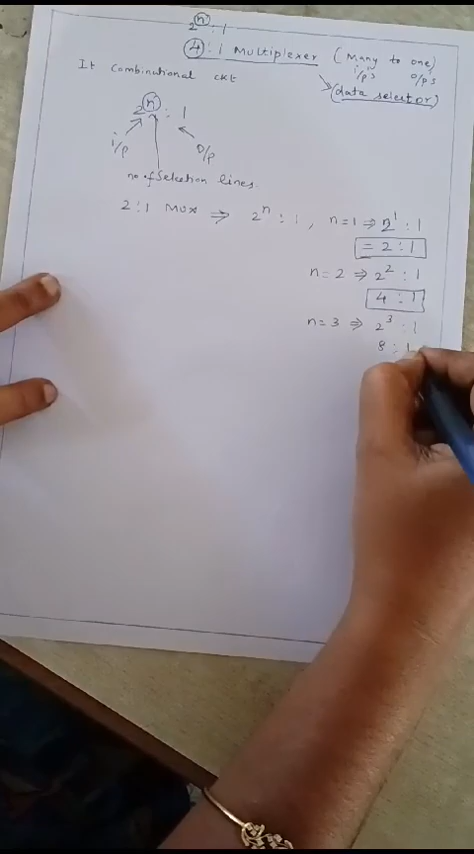 2ⁿ : 1
4 : 1 Multiplexer (Many to one)
i/p's o/p's
It Combinational ckt
(data selector)
2ⁿ : 1
i/p o/p
no of Selection lines.
2 : 1 Mux ⇒ 2ⁿ : 1 , n=1 ⇒ 2¹ : 1
= 2 : 1
n = 2 ⇒ 2² : 1
4 : 1
n = 3 ⇒ 2³ : 1
8 : 1